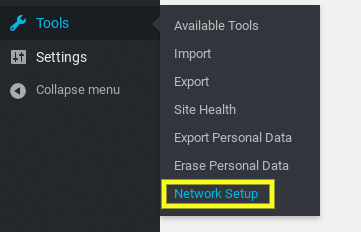 Tools
Settings
Collapse menu
Available Tools
Import
Export
Site Health
Export Personal Data
Erase Personal Data
Network Setup